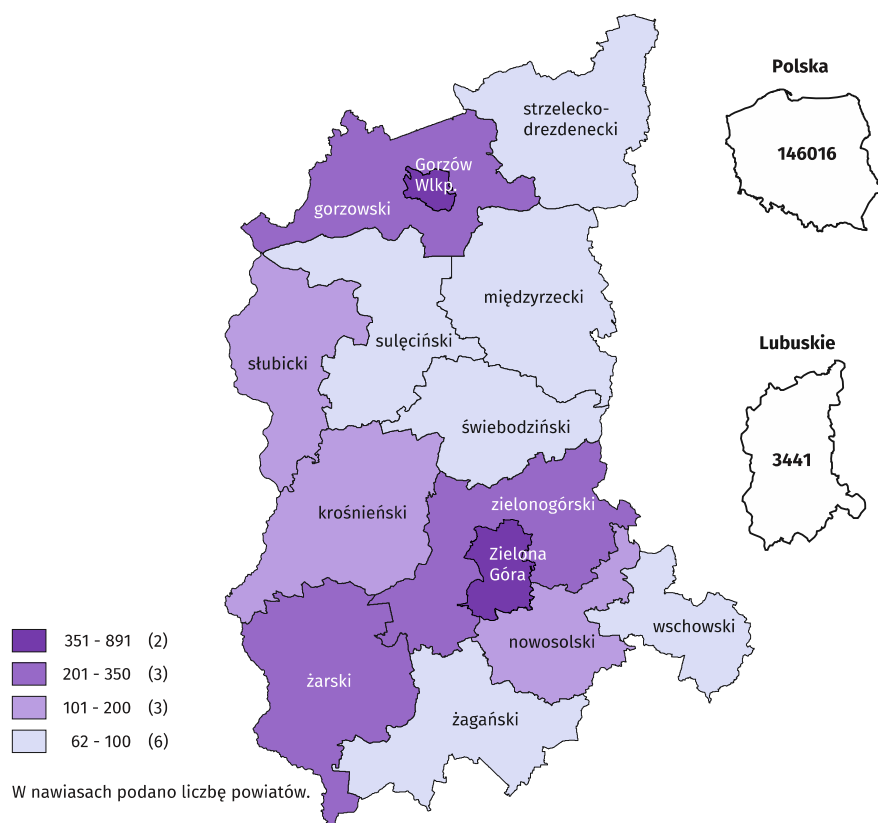 Polska
146016
strzelecko-
drezdenecki
Gorzów
Wlkp.
gorzowski
międzyrzecki
sulęciński
słubicki
Lubuskie
3441
świebodziński
zielonogórski
krośnieński
Zielona
Góra
nowosolski
wschowski
żarski
żagański
351 - 891 (2)
201 - 350 (3)
101 - 200 (3)
62 - 100 (6)
W nawiasach podano liczbę powiatów.